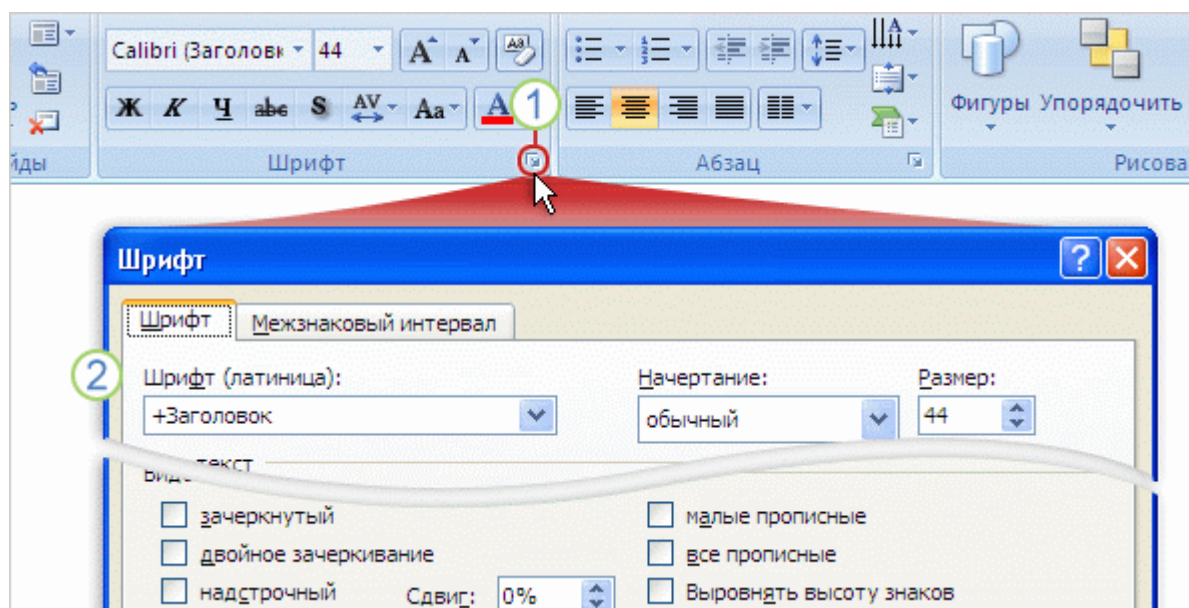 Calibri (Заголовк 44 A A Aa
Ж К Ч abc S AV Aa А 1
йды Шрифт Абзац Рисова
Фигуры Упорядочить
Шрифт ?
Шрифт Межзнаковый интервал
2
Шрифт (латиница): Начертание: Размер:
+Заголовок обычный 44
текст
зачеркнутый малые прописные
двойное зачеркивание все прописные
надстрочный Сдвиг: 0% Выровнять высоту знаков